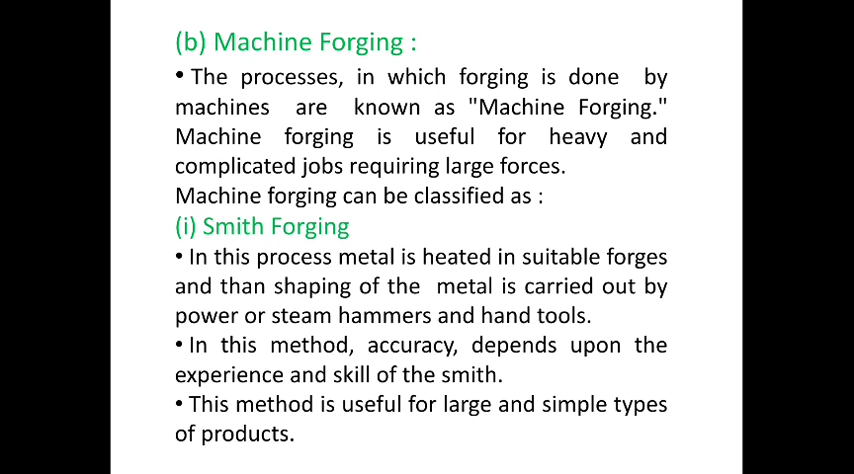 (b) Machine Forging :
• The processes, in which forging is done by
machines are known as "Machine Forging."
Machine forging is useful for heavy and
complicated jobs requiring large forces.
Machine forging can be classified as :
(i) Smith Forging
• In this process metal is heated in suitable forges
and than shaping of the metal is carried out by
power or steam hammers and hand tools.
• In this method, accuracy, depends upon the
experience and skill of the smith.
• This method is useful for large and simple types
of products.